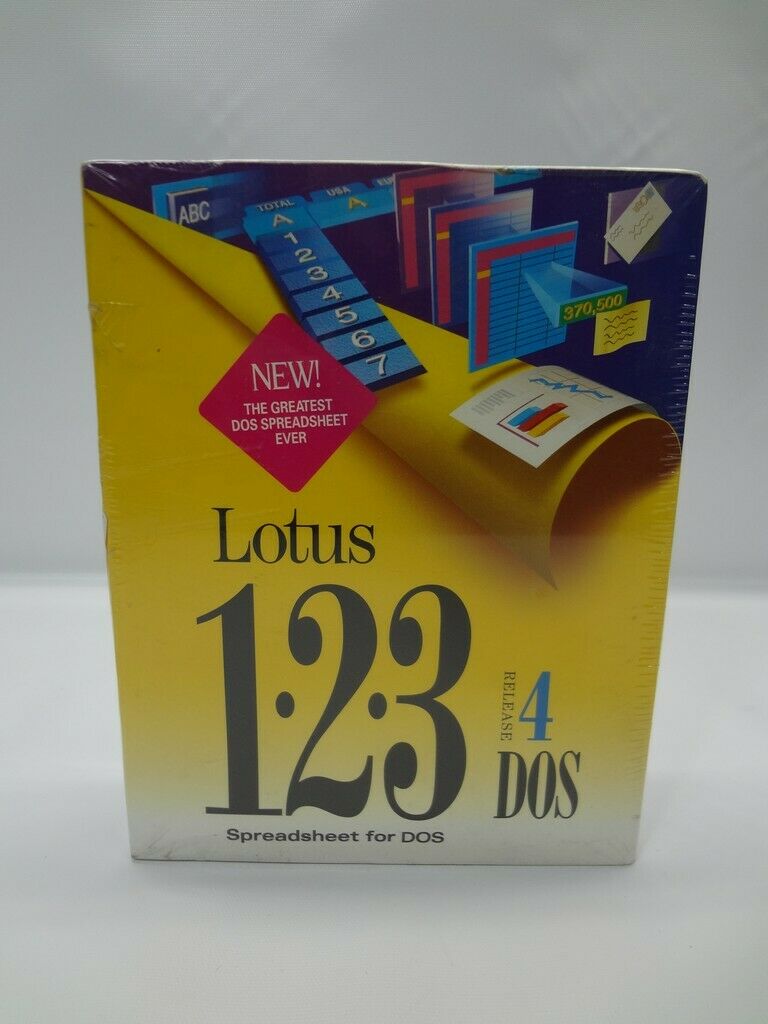 ABC
TOTAL
USA
A
A
1
2
3
4
5
6
7
370,500
NEW!
THE GREATEST
DOS SPREADSHEET
EVER
Lotus
1·2·3
RELEASE 4
DOS
Spreadsheet for DOS